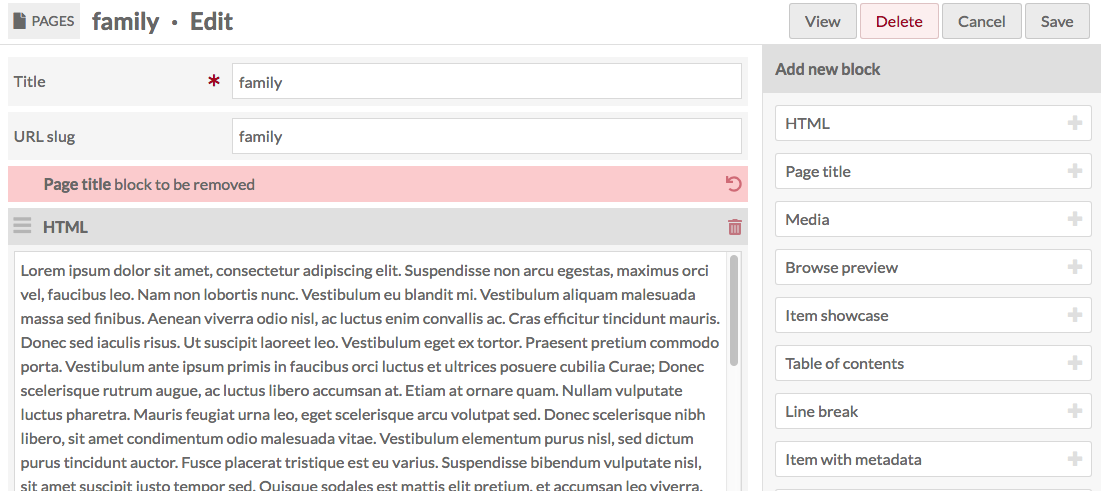 PAGES family • Edit
View Delete Cancel Save
Title * family
URL slug family
Page title block to be removed
HTML
Lorem ipsum dolor sit amet, consectetur adipiscing elit. Suspendisse non arcu egestas, maximus orci
vel, faucibus leo. Nam non lobortis nunc. Vestibulum eu blandit mi. Vestibulum aliquam malesuada
massa sed finibus. Aenean viverra odio nisl, ac luctus enim convallis ac. Cras efficitur tincidunt mauris.
Donec sed iaculis risus. Ut suscipit laoreet leo. Vestibulum eget ex tortor. Praesent pretium commodo
porta. Vestibulum ante ipsum primis in faucibus orci luctus et ultrices posuere cubilia Curae; Donec
scelerisque rutrum augue, ac luctus libero accumsan at. Etiam at ornare quam. Nullam vulputate
luctus pharetra. Mauris feugiat urna leo, eget scelerisque arcu volutpat sed. Donec scelerisque nibh
libero, sit amet condimentum odio malesuada vitae. Vestibulum elementum purus nisl, sed dictum
purus tincidunt auctor. Fusce placerat tristique est eu varius. Suspendisse bibendum vulputate nisl,
sit amet suscipit justo tempor sed. Quisque sodales est mattis elit pretium, et accumsan leo viverra.
Add new block
HTML
Page title
Media
Browse preview
Item showcase
Table of contents
Line break
Item with metadata